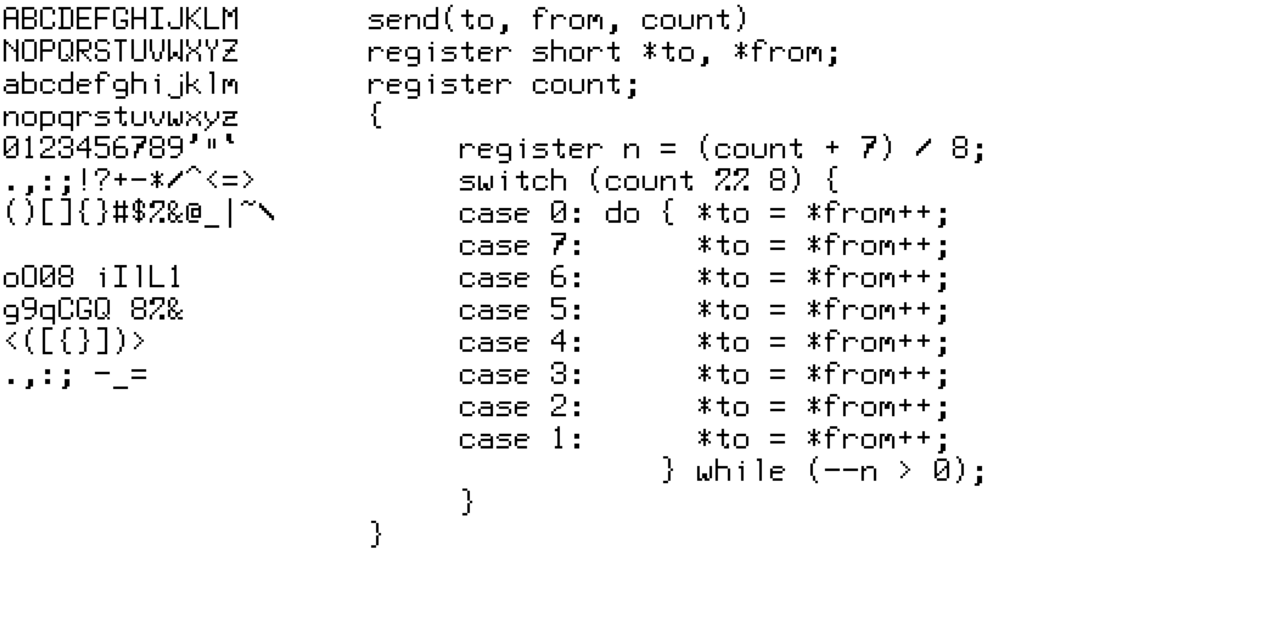 ABCDEFGHIJKLM
NOPQRSTUVWXYZ
abcdefghijklm
nopqrstuvwxyz
0123456789'"`
.,:;!?+-*/^<=>
()[]{}#$%&@_|~\
oO08 iIlL1
g9qCGQ 8%&
<([{}])>
.,:; -_=
send(to, from, count)
register short *to, *from;
register count;
{
     register n = (count + 7) / 8;
     switch (count %% 8) {
     case 0: do { *to = *from++;
     case 7:      *to = *from++;
     case 6:      *to = *from++;
     case 5:      *to = *from++;
     case 4:      *to = *from++;
     case 3:      *to = *from++;
     case 2:      *to = *from++;
     case 1:      *to = *from++;
                } while (--n > 0);
     }
}